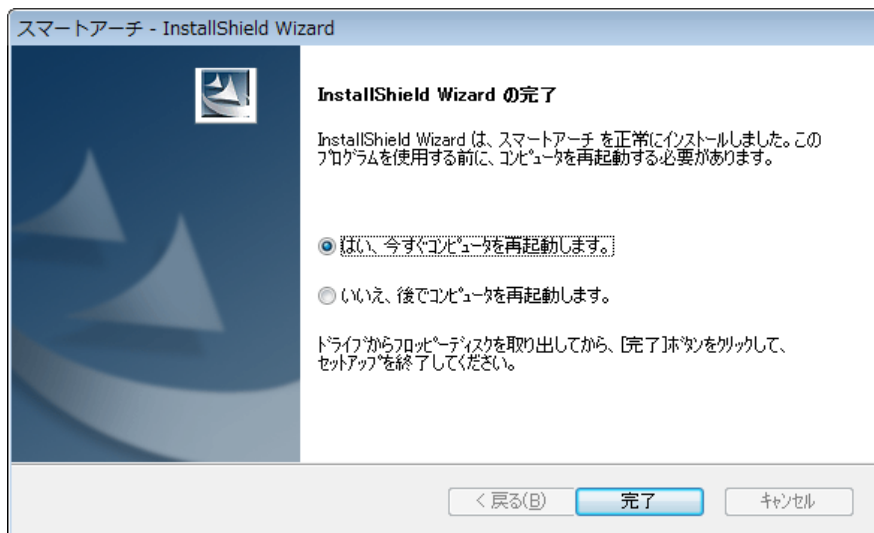 スマートアーチ - InstallShield Wizard
InstallShield Wizard の完了
InstallShield Wizard は、スマートアーチ を正常にインストールしました。この
プログラムを使用する前に、コンピュータを再起動する必要があります。
はい、今すぐコンピュータを再起動します。
いいえ、後でコンピュータを再起動します。
ドライブからフロッピーディスクを取り出してから、[完了]ボタンをクリックして、
セットアップを終了してください。
< 戻る(B)
完了
キャンセル